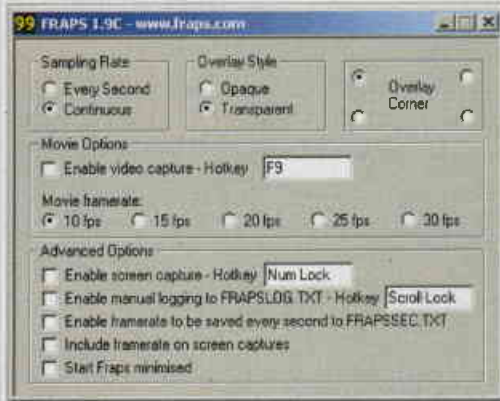 99 FRAPS 1.9C - www.fraps.com
Sampling Rate
Every Second
Continuous
Overlay Style
Opaque
Transparent
Overlay
Corner
Movie Options
Enable video capture - Hotkey F9
Movie framerate:
10 fps 15 fps 20 fps 25 fps 30 fps
Advanced Options
Enable screen capture - Hotkey Num Lock
Enable manual logging to FRAPSLOG.TXT - Hotkey Scroll Lock
Enable framerate to be saved every second to FRAPSSEC.TXT
Include framerate on screen captures
Start Fraps minimised